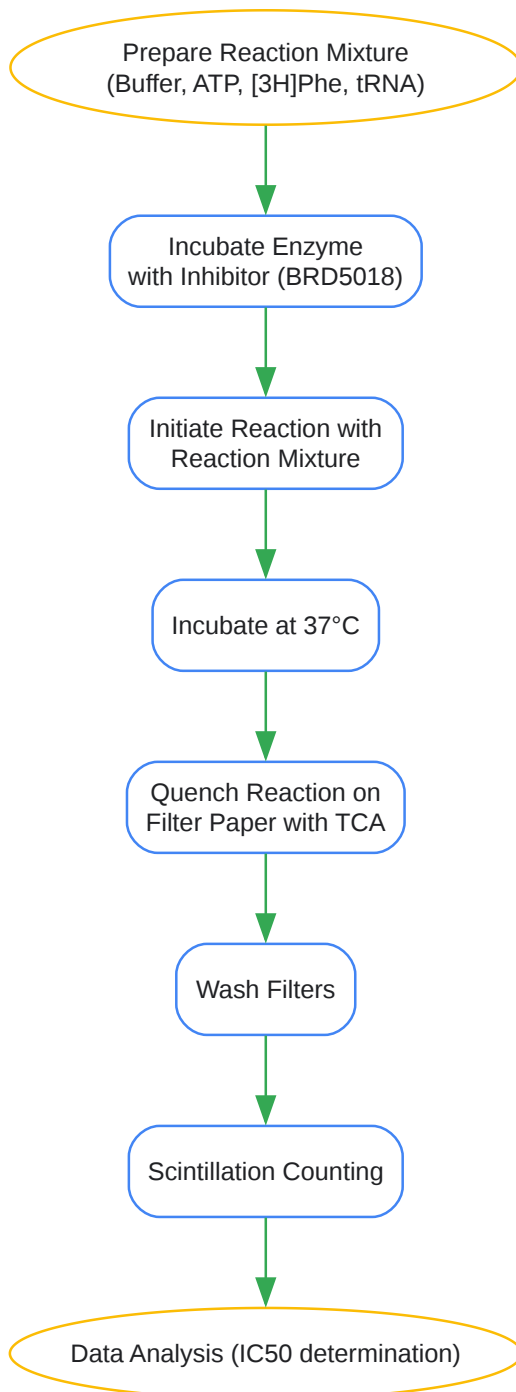 Prepare Reaction Mixture
(Buffer, ATP, [3H]Phe, tRNA)
Incubate Enzyme
with Inhibitor (BRD5018)
Initiate Reaction with
Reaction Mixture
Incubate at 37°C
Quench Reaction on
Filter Paper with TCA
Wash Filters
Scintillation Counting
Data Analysis (IC50 determination)